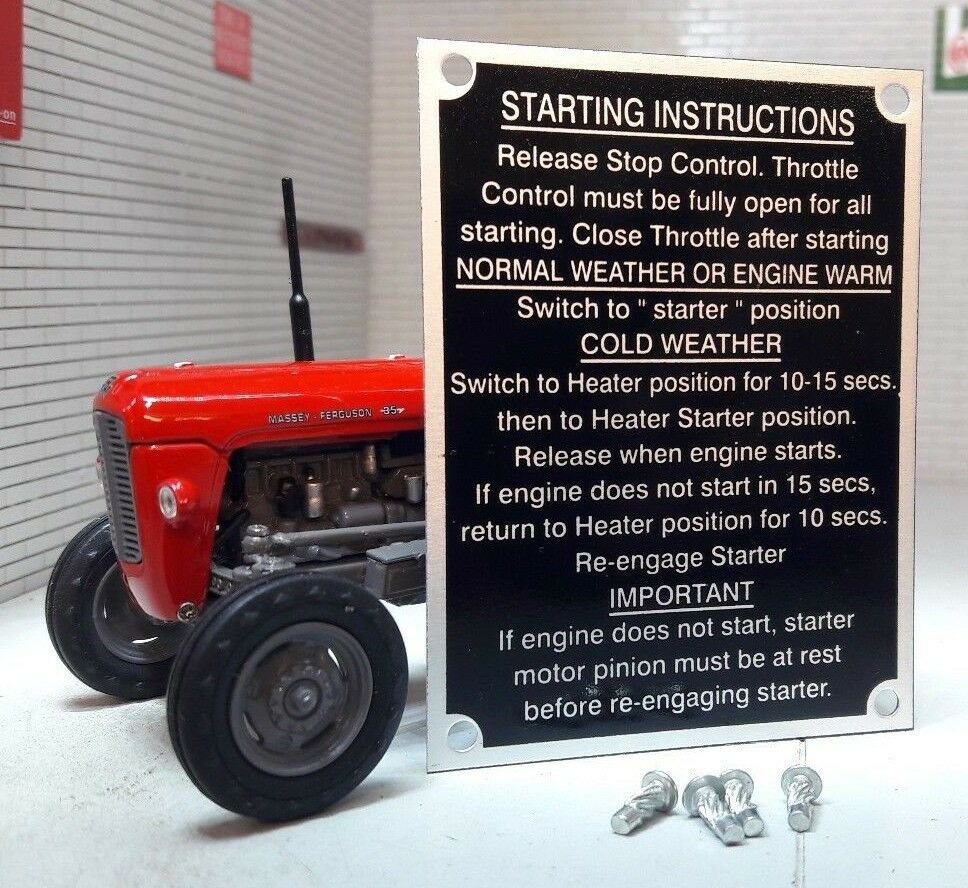 STARTING INSTRUCTIONS
Release Stop Control. Throttle
Control must be fully open for all
starting. Close Throttle after starting
NORMAL WEATHER OR ENGINE WARM
Switch to " starter " position
COLD WEATHER
Switch to Heater position for 10-15 secs.
then to Heater Starter position.
Release when engine starts.
If engine does not start in 15 secs,
return to Heater position for 10 secs.
Re-engage Starter
IMPORTANT
If engine does not start, starter
motor pinion must be at rest
before re-engaging starter.
MASSEY - FERGUSON 35